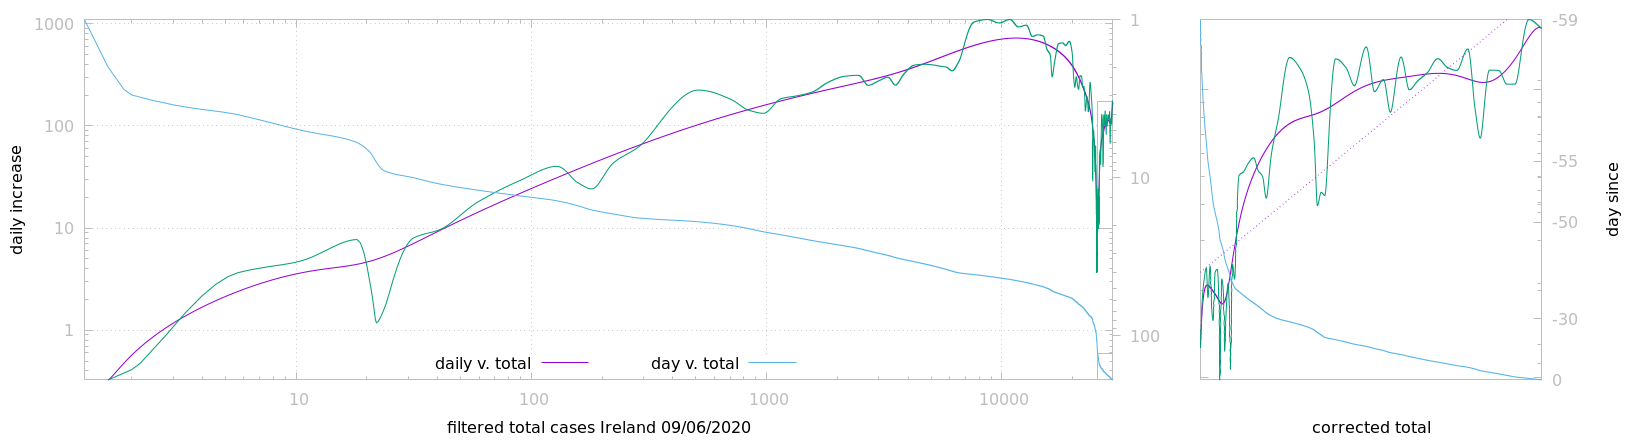 1000
100
10
1
daily increase
1
10
100
daily v. total
day v. total
10
100
1000
10000
filtered total cases Ireland 09/06/2020
-59
-55
-50
-30
0
day since
corrected total